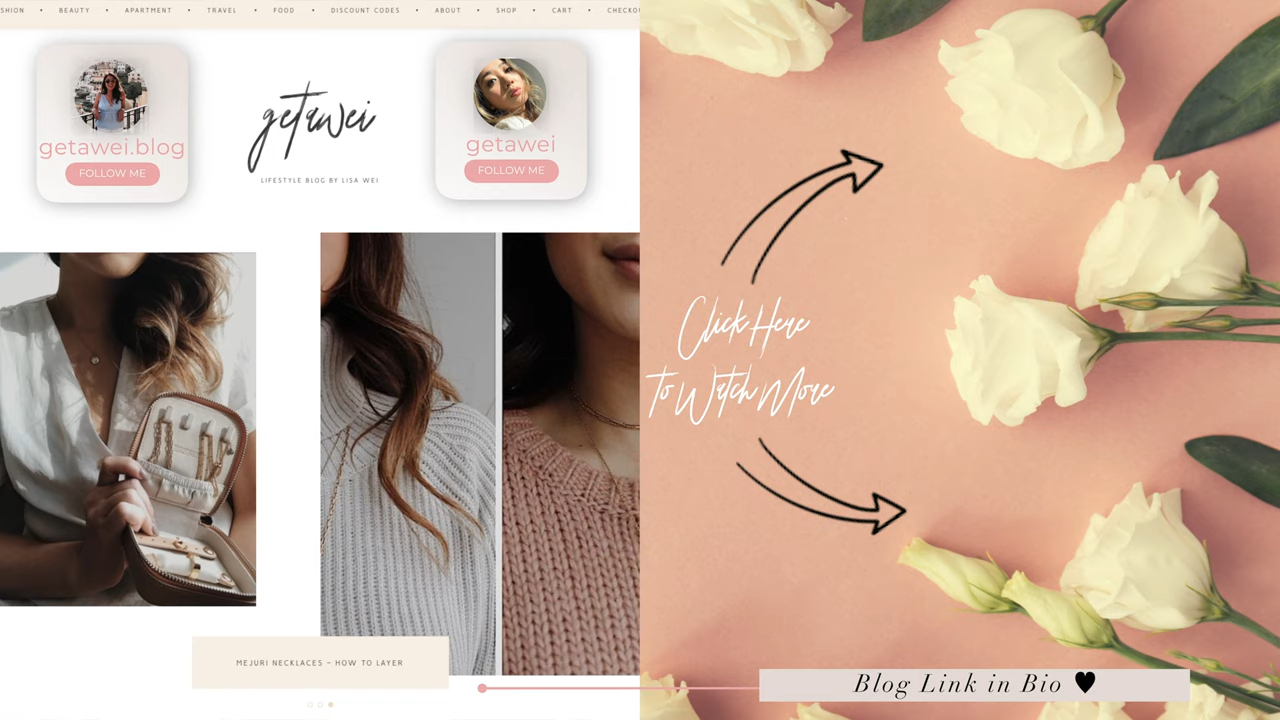 SHION • BEAUTY • APARTMENT • TRAVEL • FOOD • DISCOUNT CODES • ABOUT • SHOP • CART • CHECKO
getawei.blog
FOLLOW ME
getawei
LIFESTYLE BLOG BY LISA WEI
getawei
FOLLOW ME
Click Here
to Watch More
MEJURI NECKLACES – HOW TO LAYER
Blog Link in Bio ♥